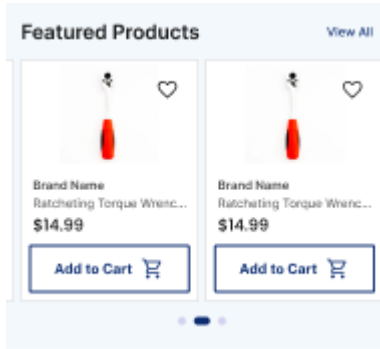 Featured Products
View All
Brand Name
Ratcheting Torque Wrenc...
$14.99
Add to Cart
Brand Name
Ratcheting Torque Wrenc...
$14.99
Add to Cart